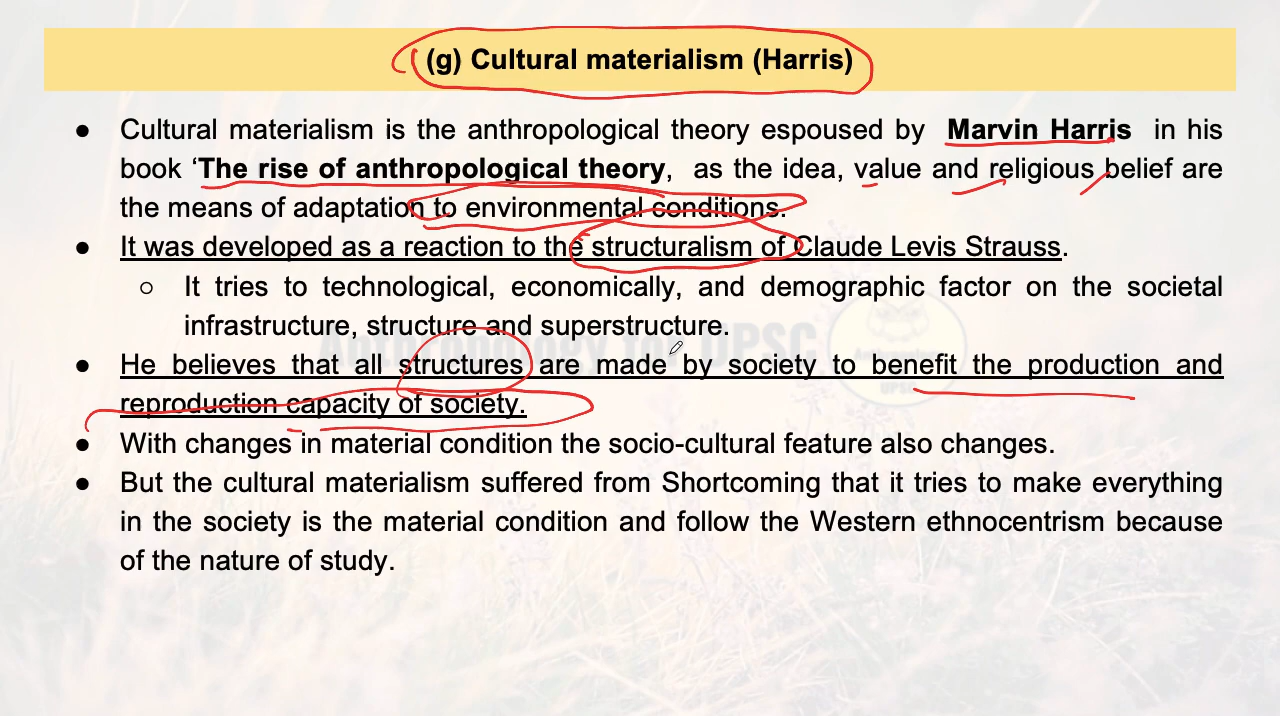 (g) Cultural materialism (Harris)
● Cultural materialism is the anthropological theory espoused by Marvin Harris in his
book ‘The rise of anthropological theory, as the idea, value and religious belief are
the means of adaptation to environmental conditions.
● It was developed as a reaction to the structuralism of Claude Levis Strauss.
○ It tries to technological, economically, and demographic factor on the societal
infrastructure, structure and superstructure.
● He believes that all structures are made by society to benefit the production and
reproduction capacity of society.
● With changes in material condition the socio-cultural feature also changes.
● But the cultural materialism suffered from Shortcoming that it tries to make everything
in the society is the material condition and follow the Western ethnocentrism because
of the nature of study.
Anthropology for UPSC
UPSC